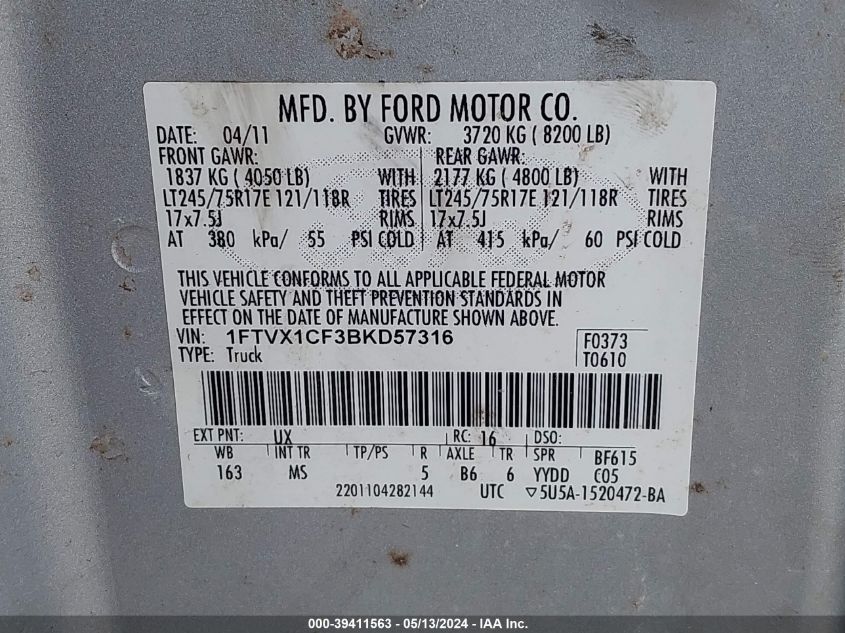 MFD. BY FORD MOTOR CO.
DATE: 04/11 GVWR: 3720 KG ( 8200 LB)
FRONT GAWR: REAR GAWR:
1837 KG ( 4050 LB) WITH 2177 KG ( 4800 LB) WITH
LT245/75R17E 121/118R TIRES LT245/75R17E 121/118R TIRES
17x7.5J RIMS 17x7.5J RIMS
AT 380 kPa/ 55 PSI COLD AT 415 kPa/ 60 PSI COLD
THIS VEHICLE CONFORMS TO ALL APPLICABLE FEDERAL MOTOR
VEHICLE SAFETY AND THEFT PREVENTION STANDARDS IN
EFFECT ON THE DATE OF MANUFACTURE SHOWN ABOVE.
VIN: 1FTVX1CF3BKD57316 F0373
TYPE: Truck T0610
EXT PNT: UX RC: 16 DSO:
WB INT TR TP/PS R AXLE TR SPR BF615
163 MS 5 B6 6 YYDD C05
2201104282144 UTC ▽5U5A-1520472-BA
000-39411563 - 05/13/2024 - IAA Inc.